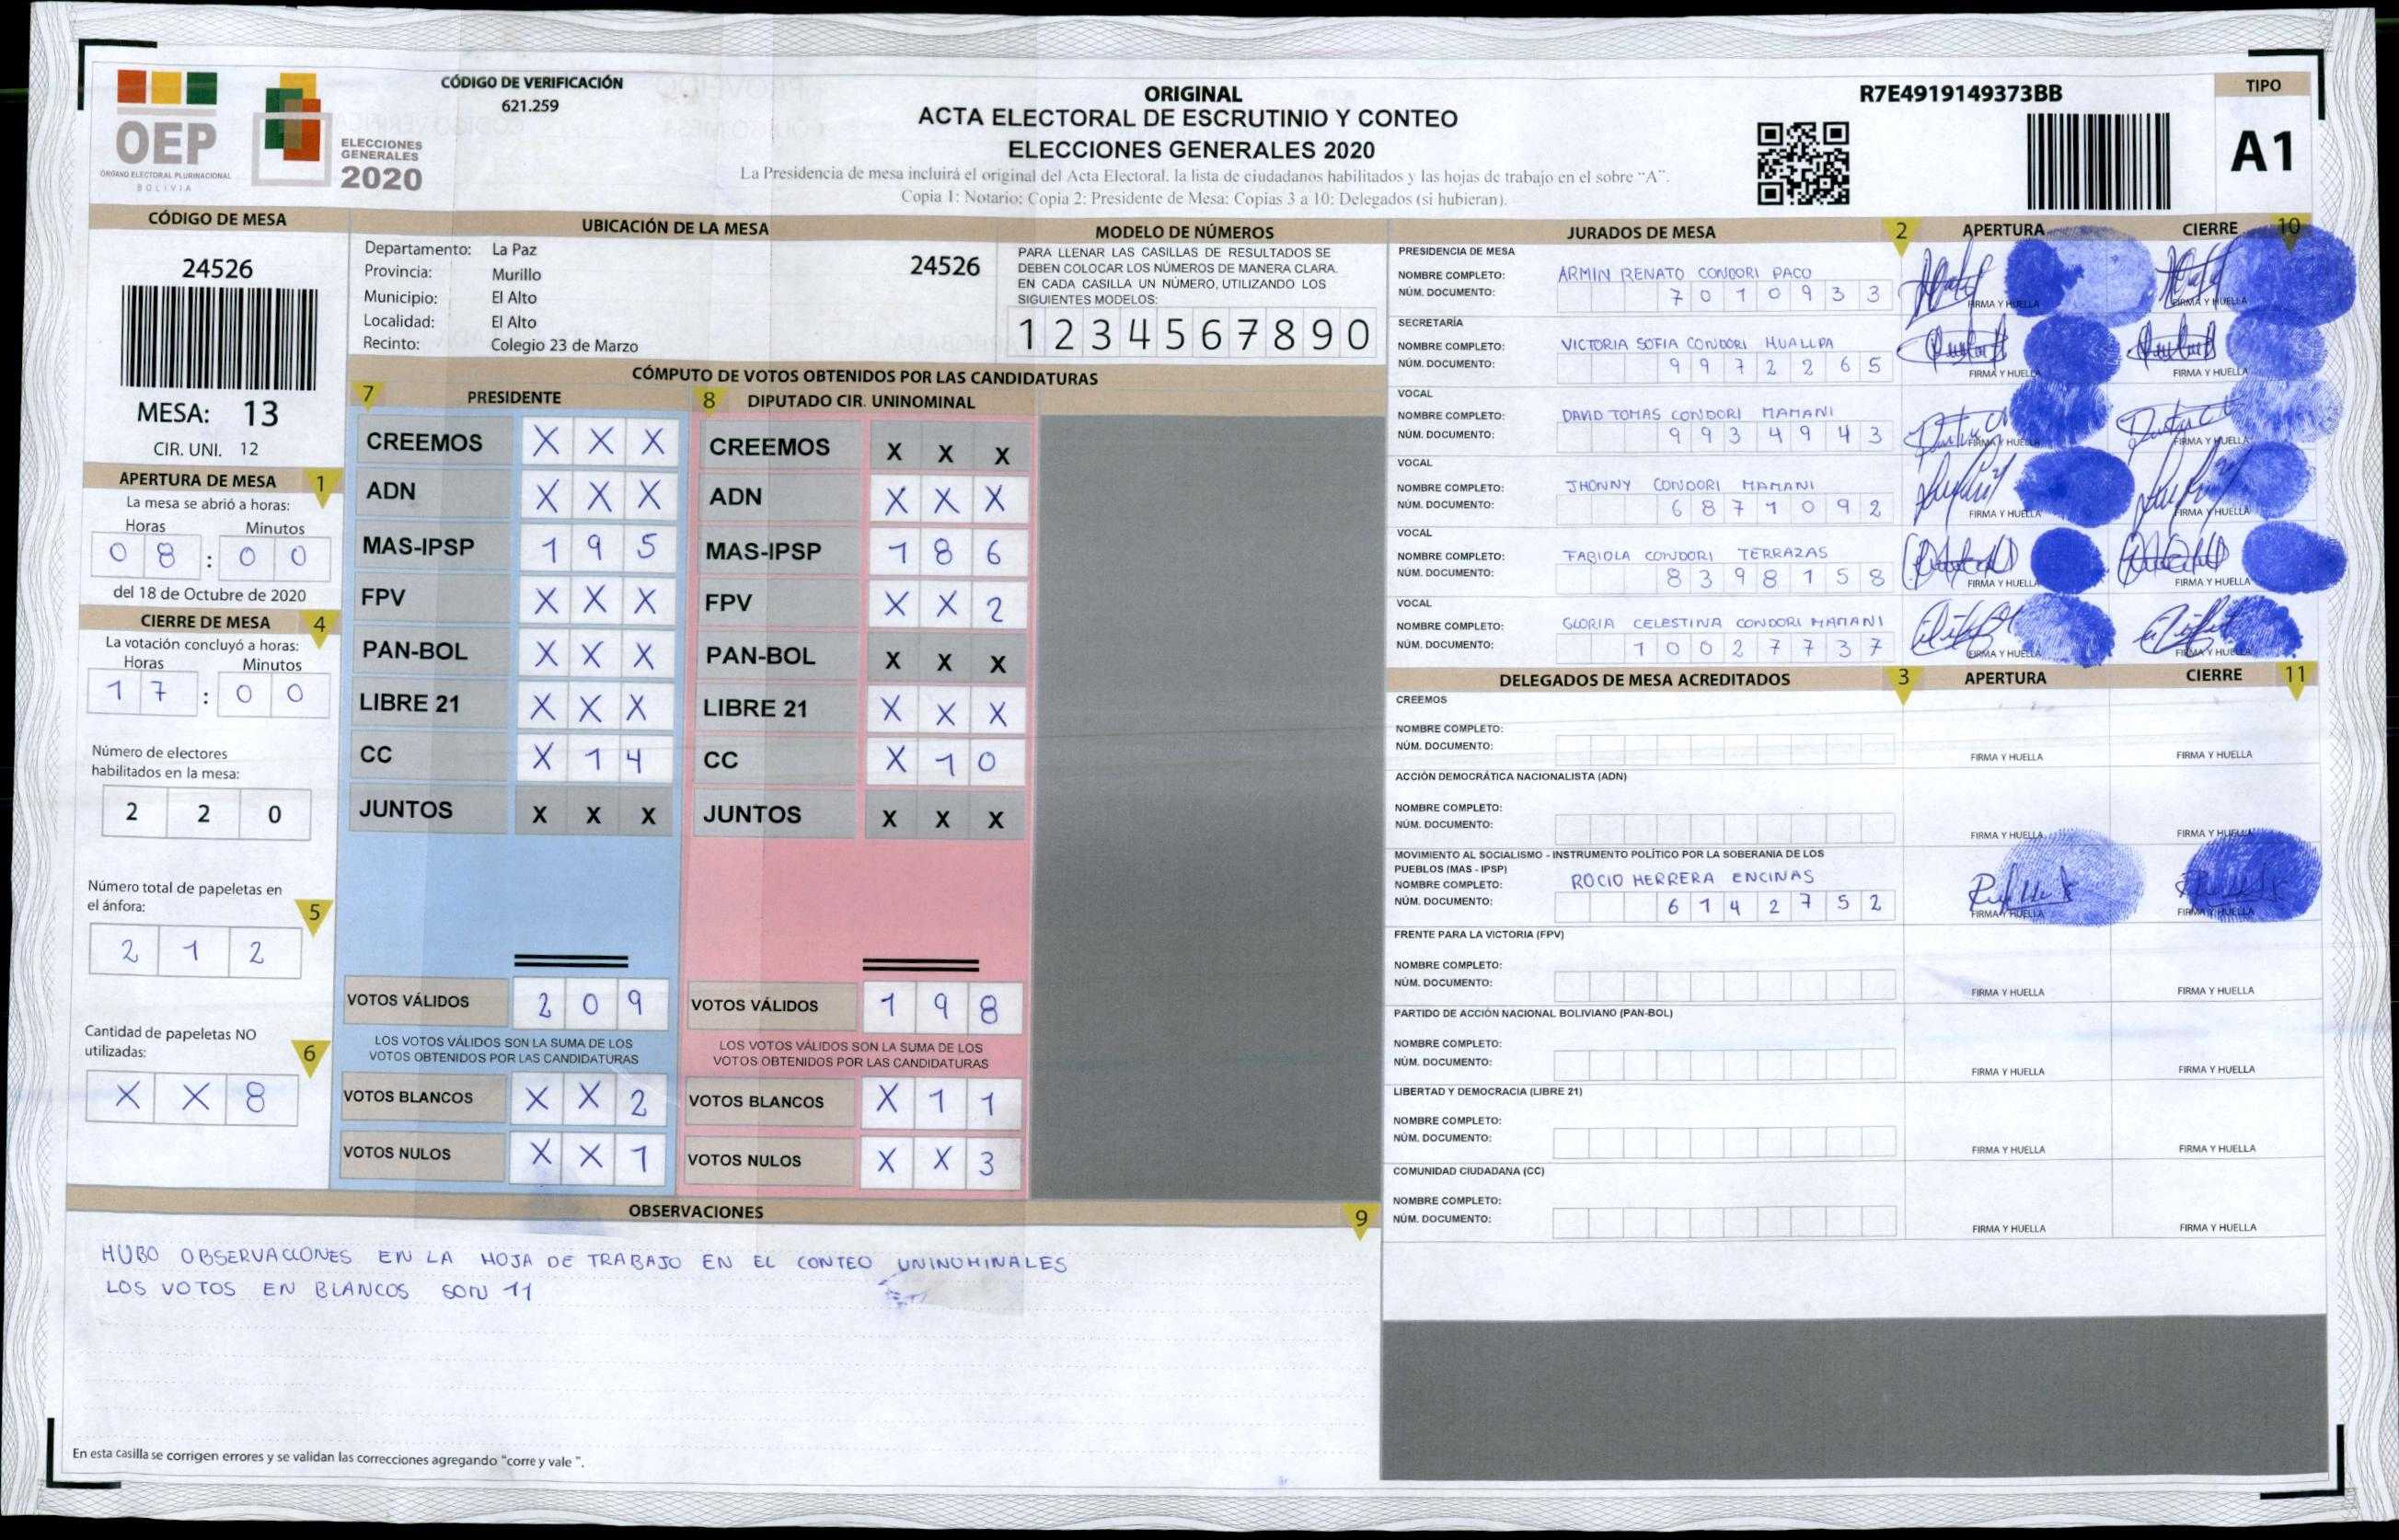 OEP
ÓRGANO ELECTORAL PLURINACIONAL
BOLIVIA
ELECCIONES
GENERALES
2020
CÓDIGO DE VERIFICACIÓN
621.259
ORIGINAL
ACTA ELECTORAL DE ESCRUTINIO Y CONTEO
ELECCIONES GENERALES 2020
La Presidencia de mesa incluirá el original del Acta Electoral, la lista de ciudadanos habilitados y las hojas de trabajo en el sobre "A".
Copia 1: Notario; Copia 2: Presidente de Mesa; Copias 3 a 10: Delegados (si hubieran).
R7E4919149373BB
TIPO
A1
CÓDIGO DE MESA
24526
MESA: 13
CIR. UNI. 12
APERTURA DE MESA 1
La mesa se abrió a horas:
Horas Minutos
0 8 : 0 0
del 18 de Octubre de 2020
CIERRE DE MESA 4
La votación concluyó a horas:
Horas Minutos
1 7 : 0 0
Número de electores
habilitados en la mesa:
2 2 0
Número total de papeletas en
el ánfora: 5
2 1 2
Cantidad de papeletas NO
utilizadas: 6
X X 8
UBICACIÓN DE LA MESA
Departamento: La Paz
Provincia: Murillo
Municipio: El Alto
Localidad: El Alto
Recinto: Colegio 23 de Marzo
24526
MODELO DE NÚMEROS
PARA LLENAR LAS CASILLAS DE RESULTADOS SE
DEBEN COLOCAR LOS NÚMEROS DE MANERA CLARA.
EN CADA CASILLA UN NÚMERO, UTILIZANDO LOS
SIGUIENTES MODELOS:
1 2 3 4 5 6 7 8 9 0
CÓMPUTO DE VOTOS OBTENIDOS POR LAS CANDIDATURAS
7 PRESIDENTE
CREEMOS X X X
ADN X X X
MAS-IPSP 1 9 5
FPV X X X
PAN-BOL X X X
LIBRE 21 X X X
CC X 1 4
JUNTOS X X X
VOTOS VÁLIDOS 2 0 9
LOS VOTOS VÁLIDOS SON LA SUMA DE LOS
VOTOS OBTENIDOS POR LAS CANDIDATURAS
VOTOS BLANCOS X X 2
VOTOS NULOS X X 1
8 DIPUTADO CIR. UNINOMINAL
CREEMOS X X X
ADN X X X
MAS-IPSP 1 8 6
FPV X X 2
PAN-BOL X X X
LIBRE 21 X X X
CC X 1 0
JUNTOS X X X
VOTOS VÁLIDOS 1 9 8
LOS VOTOS VÁLIDOS SON LA SUMA DE LOS
VOTOS OBTENIDOS POR LAS CANDIDATURAS
VOTOS BLANCOS X 1 1
VOTOS NULOS X X 3
OBSERVACIONES 9
HUBO OBSERVACIONES EN LA HOJA DE TRABAJO EN EL CONTEO UNINOMINALES
LOS VOTOS EN BLANCOS SON 11
En esta casilla se corrigen errores y se validan las correcciones agregando "corre y vale ".
JURADOS DE MESA 2 APERTURA CIERRE 10
PRESIDENCIA DE MESA
NOMBRE COMPLETO: ARMIN RENATO CONDORI PACO
NÚM. DOCUMENTO: 7 0 1 0 9 3 3
FIRMA Y HUELLA FIRMA Y HUELLA
SECRETARÍA
NOMBRE COMPLETO: VICTORIA SOFIA CONDORI HUALLPA
NÚM. DOCUMENTO: 9 9 7 2 2 6 5
FIRMA Y HUELLA FIRMA Y HUELLA
VOCAL
NOMBRE COMPLETO: DAVID TOMAS CONDORI MAMANI
NÚM. DOCUMENTO: 9 9 3 4 9 4 3
FIRMA Y HUELLA FIRMA Y HUELLA
VOCAL
NOMBRE COMPLETO: JHONNY CONDORI MAMANI
NÚM. DOCUMENTO: 6 8 7 1 0 9 2
FIRMA Y HUELLA FIRMA Y HUELLA
VOCAL
NOMBRE COMPLETO: FABIOLA CONDORI TERRAZAS
NÚM. DOCUMENTO: 8 3 9 8 1 5 8
FIRMA Y HUELLA FIRMA Y HUELLA
VOCAL
NOMBRE COMPLETO: GLORIA CELESTINA CONDORI MAMANI
NÚM. DOCUMENTO: 1 0 0 2 7 7 3 7
FIRMA Y HUELLA FIRMA Y HUELLA
DELEGADOS DE MESA ACREDITADOS 3 APERTURA CIERRE 11
CREEMOS
NOMBRE COMPLETO:
NÚM. DOCUMENTO:
FIRMA Y HUELLA FIRMA Y HUELLA
ACCIÓN DEMOCRÁTICA NACIONALISTA (ADN)
NOMBRE COMPLETO:
NÚM. DOCUMENTO:
FIRMA Y HUELLA FIRMA Y HUELLA
MOVIMIENTO AL SOCIALISMO - INSTRUMENTO POLÍTICO POR LA SOBERANIA DE LOS
PUEBLOS (MAS - IPSP)
NOMBRE COMPLETO: ROCIO HERRERA ENCINAS
NÚM. DOCUMENTO: 6 1 4 2 7 5 2
FIRMA Y HUELLA FIRMA Y HUELLA
FRENTE PARA LA VICTORIA (FPV)
NOMBRE COMPLETO:
NÚM. DOCUMENTO:
FIRMA Y HUELLA FIRMA Y HUELLA
PARTIDO DE ACCIÓN NACIONAL BOLIVIANO (PAN-BOL)
NOMBRE COMPLETO:
NÚM. DOCUMENTO:
FIRMA Y HUELLA FIRMA Y HUELLA
LIBERTAD Y DEMOCRACIA (LIBRE 21)
NOMBRE COMPLETO:
NÚM. DOCUMENTO:
FIRMA Y HUELLA FIRMA Y HUELLA
COMUNIDAD CIUDADANA (CC)
NOMBRE COMPLETO:
NÚM. DOCUMENTO:
FIRMA Y HUELLA FIRMA Y HUELLA